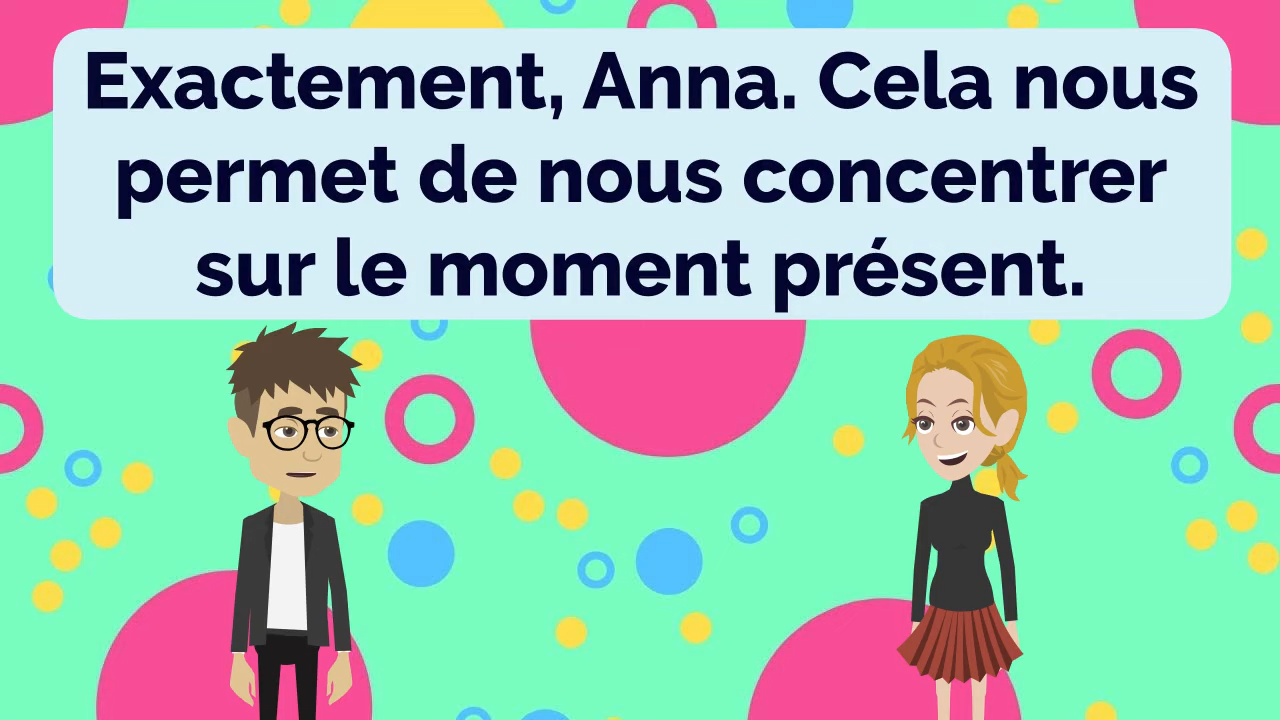 Exactement, Anna. Cela nous
permet de nous concentrer
sur le moment présent.